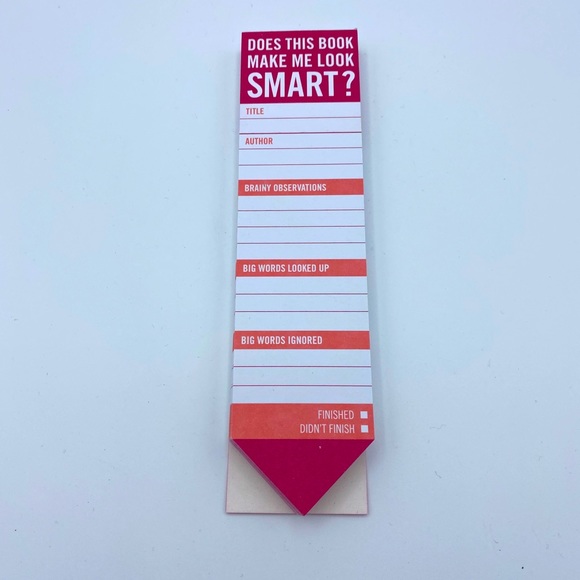 DOES THIS BOOK
MAKE ME LOOK
SMART?
TITLE
AUTHOR
BRAINY OBSERVATIONS
BIG WORDS LOOKED UP
BIG WORDS IGNORED
FINISHED
DIDN'T FINISH